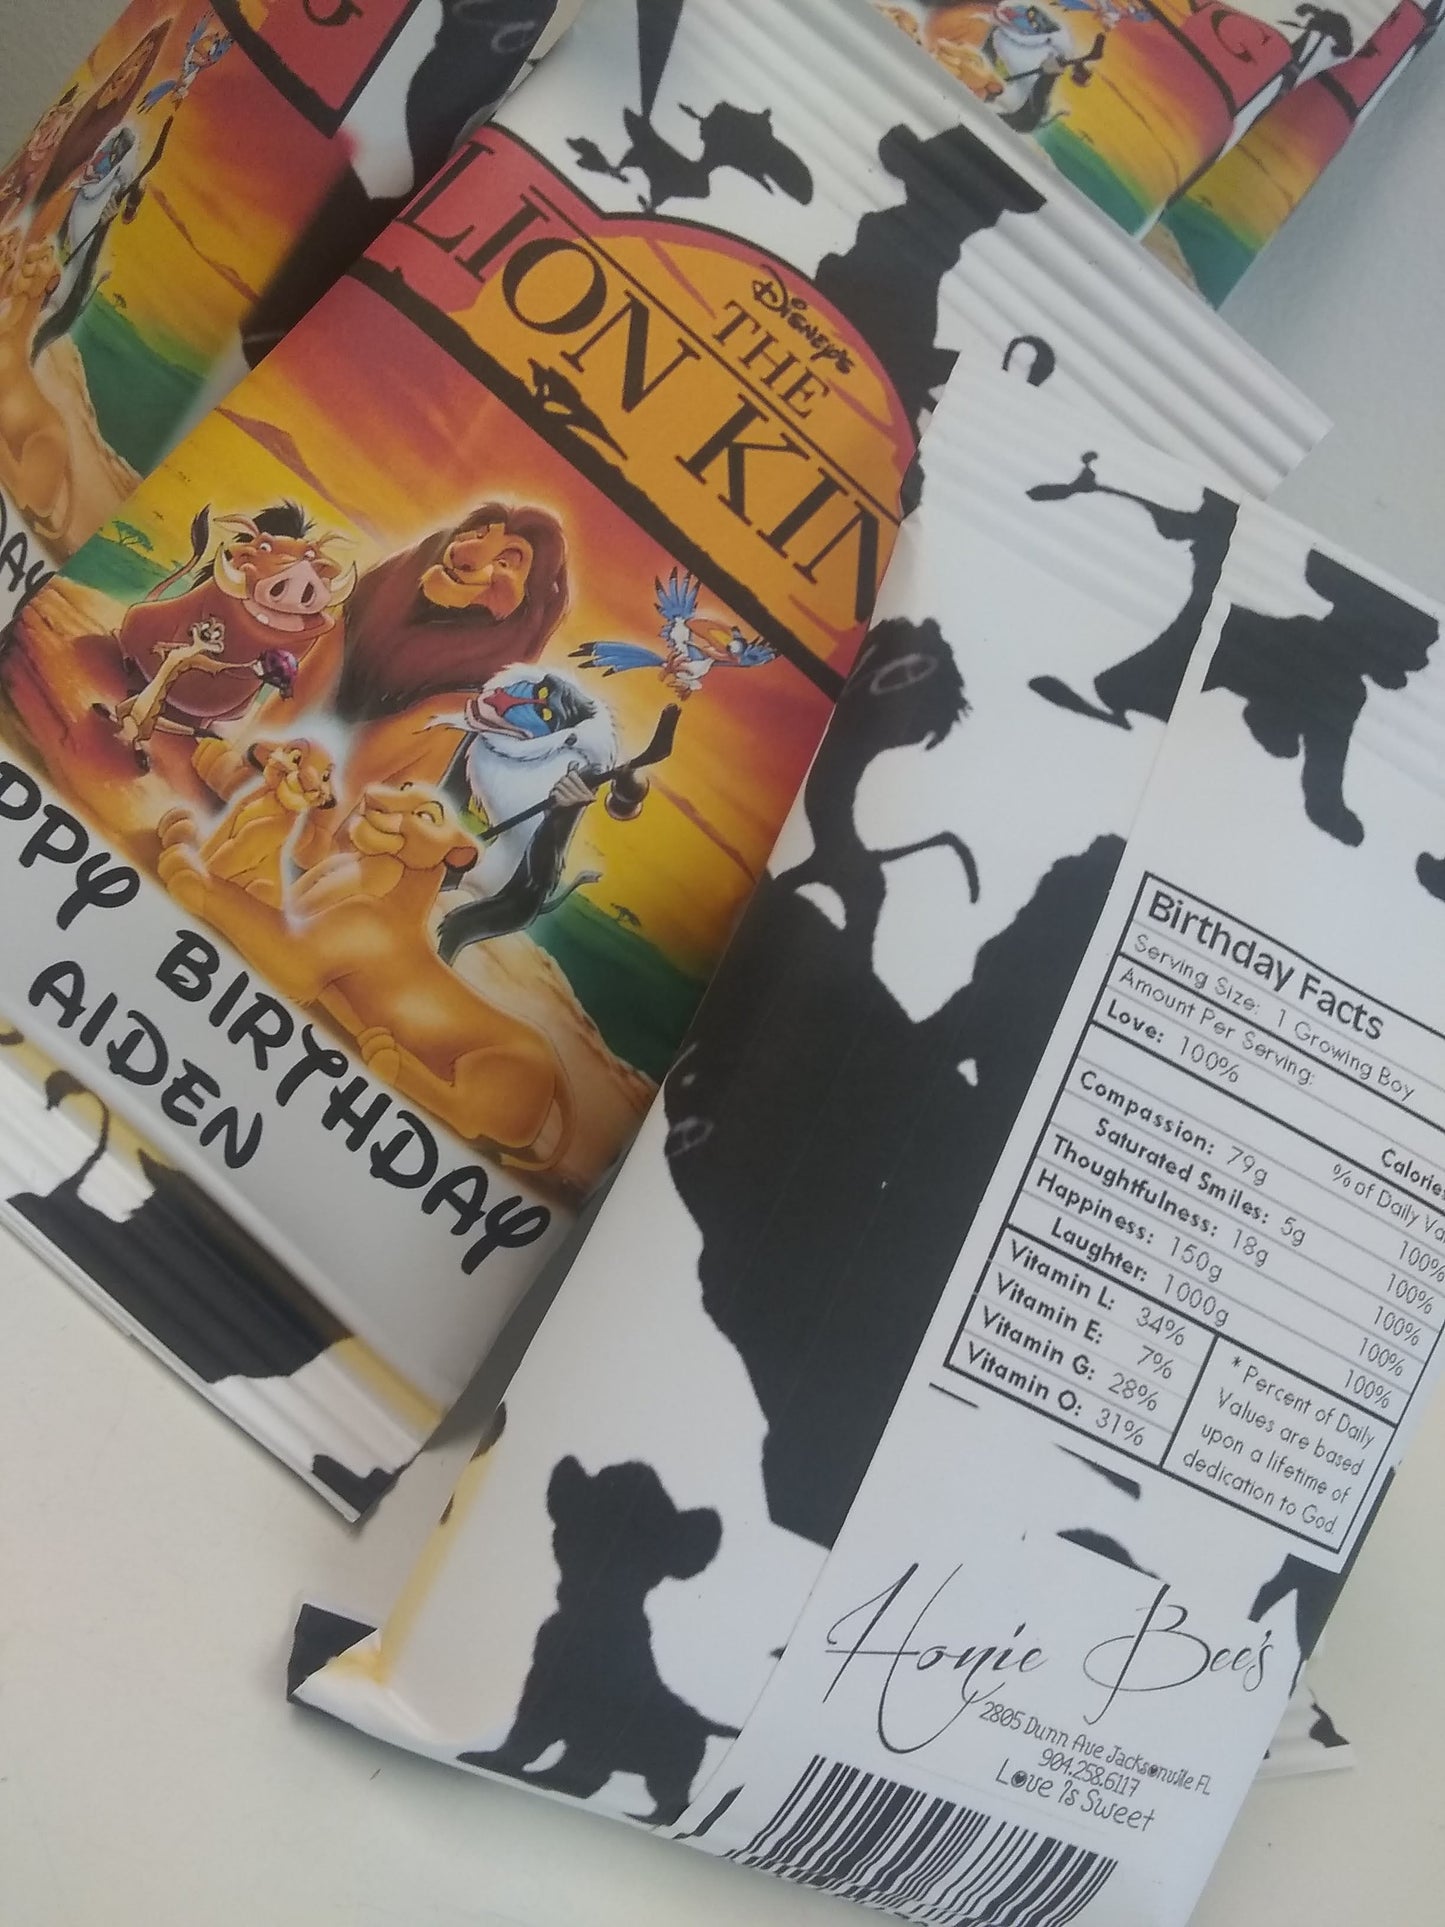 Disney's
THE
LION KIN
PPY BIRTHDAY
AIDEN
Birthday Facts
Serving Size: 1 Growing Boy
Amount Per Serving:
Love: 100%
Calories
% of Daily Va
Compassion: 79g 100%
Saturated Smiles: 5g 100%
Thoughtfulness: 18g 100%
Happiness: 150g 100%
Laughter: 1000g 100%
Vitamin L: 34%
Vitamin E: 7%
Vitamin G: 28%
Vitamin O: 31%
* Percent of Daily
Values are based
upon a lifetime of
dedication to God.
Honie Bee's
2805 Dunn Ave Jacksonville FL
904.258.6117
Love Is Sweet